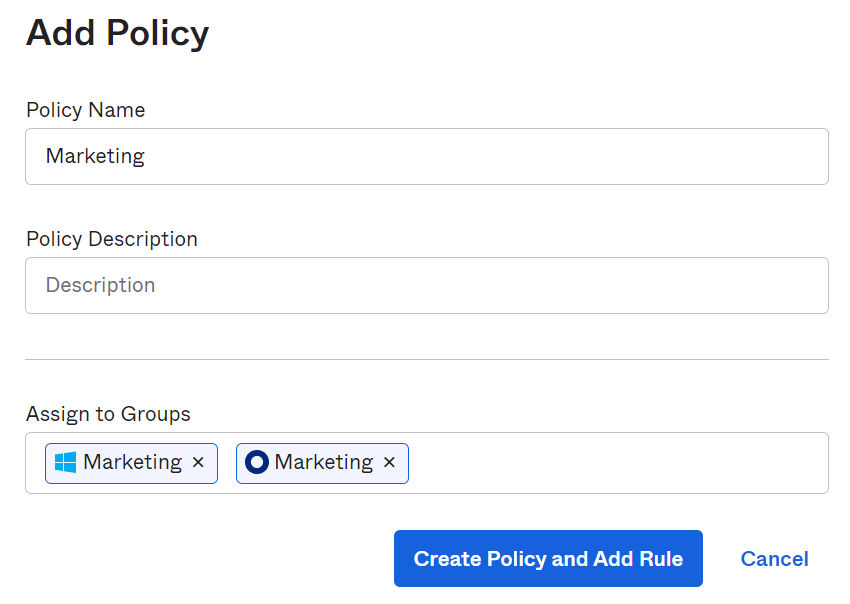 Add Policy
Policy Name
Marketing
Policy Description
Description
Assign to Groups
Marketing × Marketing ×
Create Policy and Add Rule Cancel